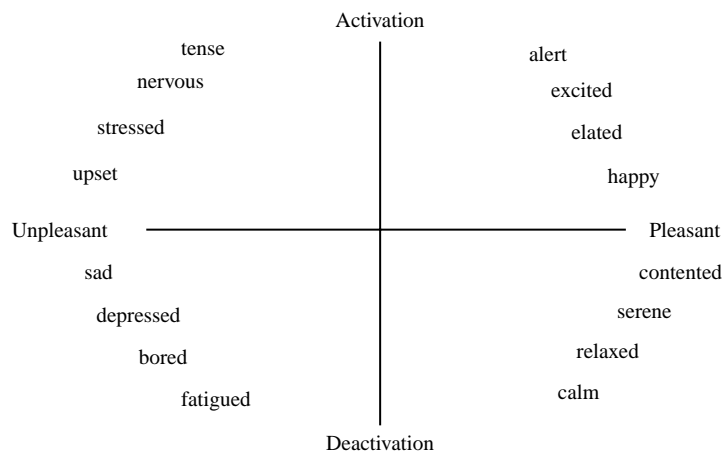 Activation
tense
alert
nervous
excited
stressed
elated
upset
happy
Unpleasant
Pleasant
sad
contented
depressed
serene
bored
relaxed
fatigued
calm
Deactivation